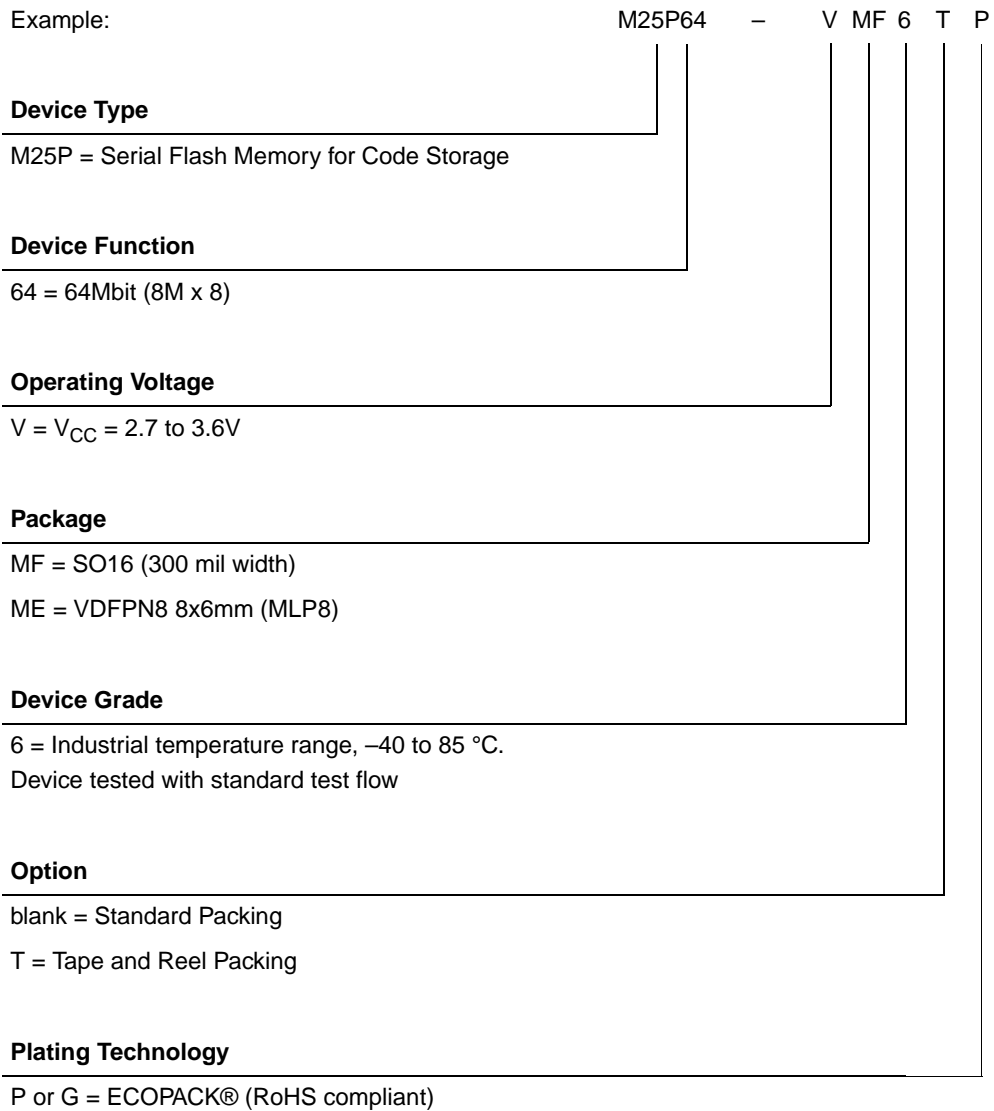 Example: M25P64 – V MF 6 T P
Device Type
M25P = Serial Flash Memory for Code Storage
Device Function
64 = 64Mbit (8M x 8)
Operating Voltage
V = VCC = 2.7 to 3.6V
Package
MF = SO16 (300 mil width)
ME = VDFPN8 8x6mm (MLP8)
Device Grade
6 = Industrial temperature range, –40 to 85 °C.
Device tested with standard test flow
Option
blank = Standard Packing
T = Tape and Reel Packing
Plating Technology
P or G = ECOPACK® (RoHS compliant)